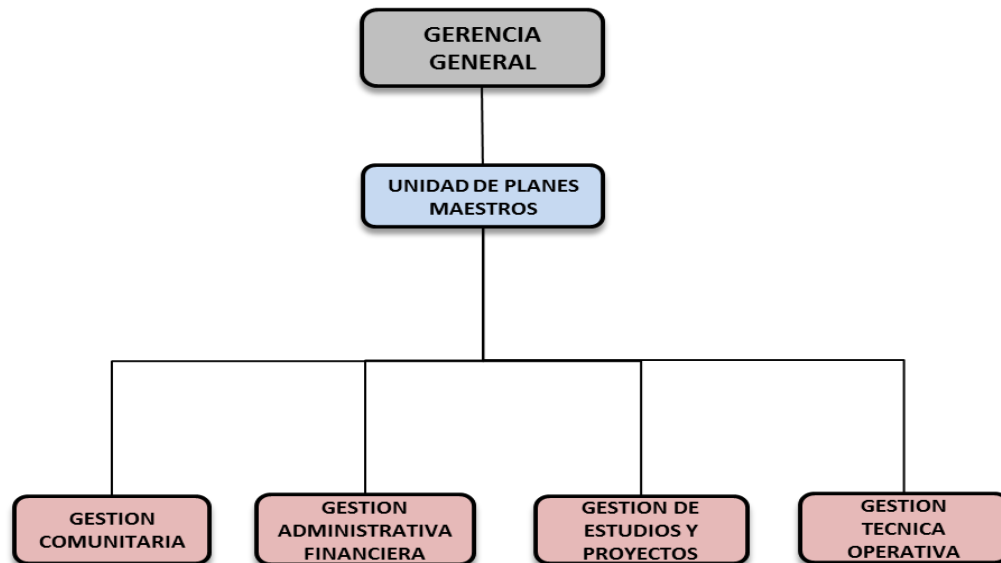 GERENCIA
GENERAL
UNIDAD DE PLANES
MAESTROS
GESTION
COMUNITARIA
GESTION
ADMINISTRATIVA
FINANCIERA
GESTION DE
ESTUDIOS Y
PROYECTOS
GESTION
TECNICA
OPERATIVA